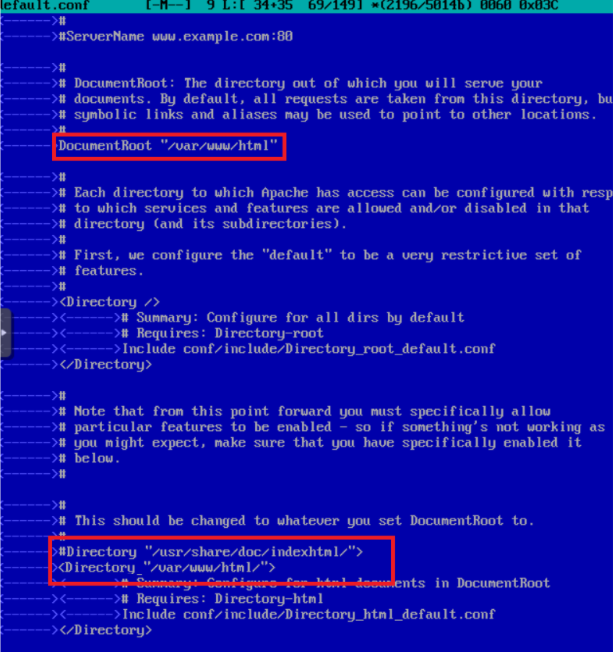 default.conf [-M--] 9 L:[ 34+35 69/149] *(2196/5014b) 0060 0x03C
<------>#
<------>#ServerName www.example.com:80
<------>#
<------># DocumentRoot: The directory out of which you will serve your
<------># documents. By default, all requests are taken from this directory, bu
<------># symbolic links and aliases may be used to point to other locations.
<------>#
<------>DocumentRoot "/var/www/html"
<------>#
<------># Each directory to which Apache has access can be configured with resp
<------># to which services and features are allowed and/or disabled in that
<------># directory (and its subdirectories).
<------>#
<------># First, we configure the "default" to be a very restrictive set of
<------># features.
<------>#
<------><Directory />
<------><------># Summary: Configure for all dirs by default
<------><------># Requires: Directory-root
<------><------>Include conf/include/Directory_root_default.conf
<------></Directory>
<------>#
<------># Note that from this point forward you must specifically allow
<------># particular features to be enabled - so if something's not working as
<------># you might expect, make sure that you have specifically enabled it
<------># below.
<------>#
<------>#
<------># This should be changed to whatever you set DocumentRoot to.
<------>#
<------>#Directory "/usr/share/doc/indexhtml/">
<------><Directory "/var/www/html/">
<------><------># Summary: Configure for html documents in DocumentRoot
<------><------># Requires: Directory-html
<------><------>Include conf/include/Directory_html_default.conf
<------></Directory>